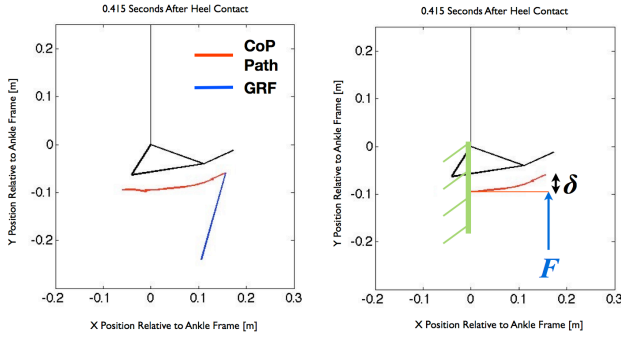 0.415 Seconds After Heel Contact
0.2
0.1
0
-0.1
-0.2
Y Position Relative to Ankle Frame [m]
CoP
Path
GRF
-0.2
-0.1
0
0.1
0.2
0.3
X Position Relative to Ankle Frame [m]
0.415 Seconds After Heel Contact
0.2
0.1
0
-0.1
-0.2
Y Position Relative to Ankle Frame [m]
δ
F
-0.2
-0.1
0
0.1
0.2
0.3
X Position Relative to Ankle Frame [m]